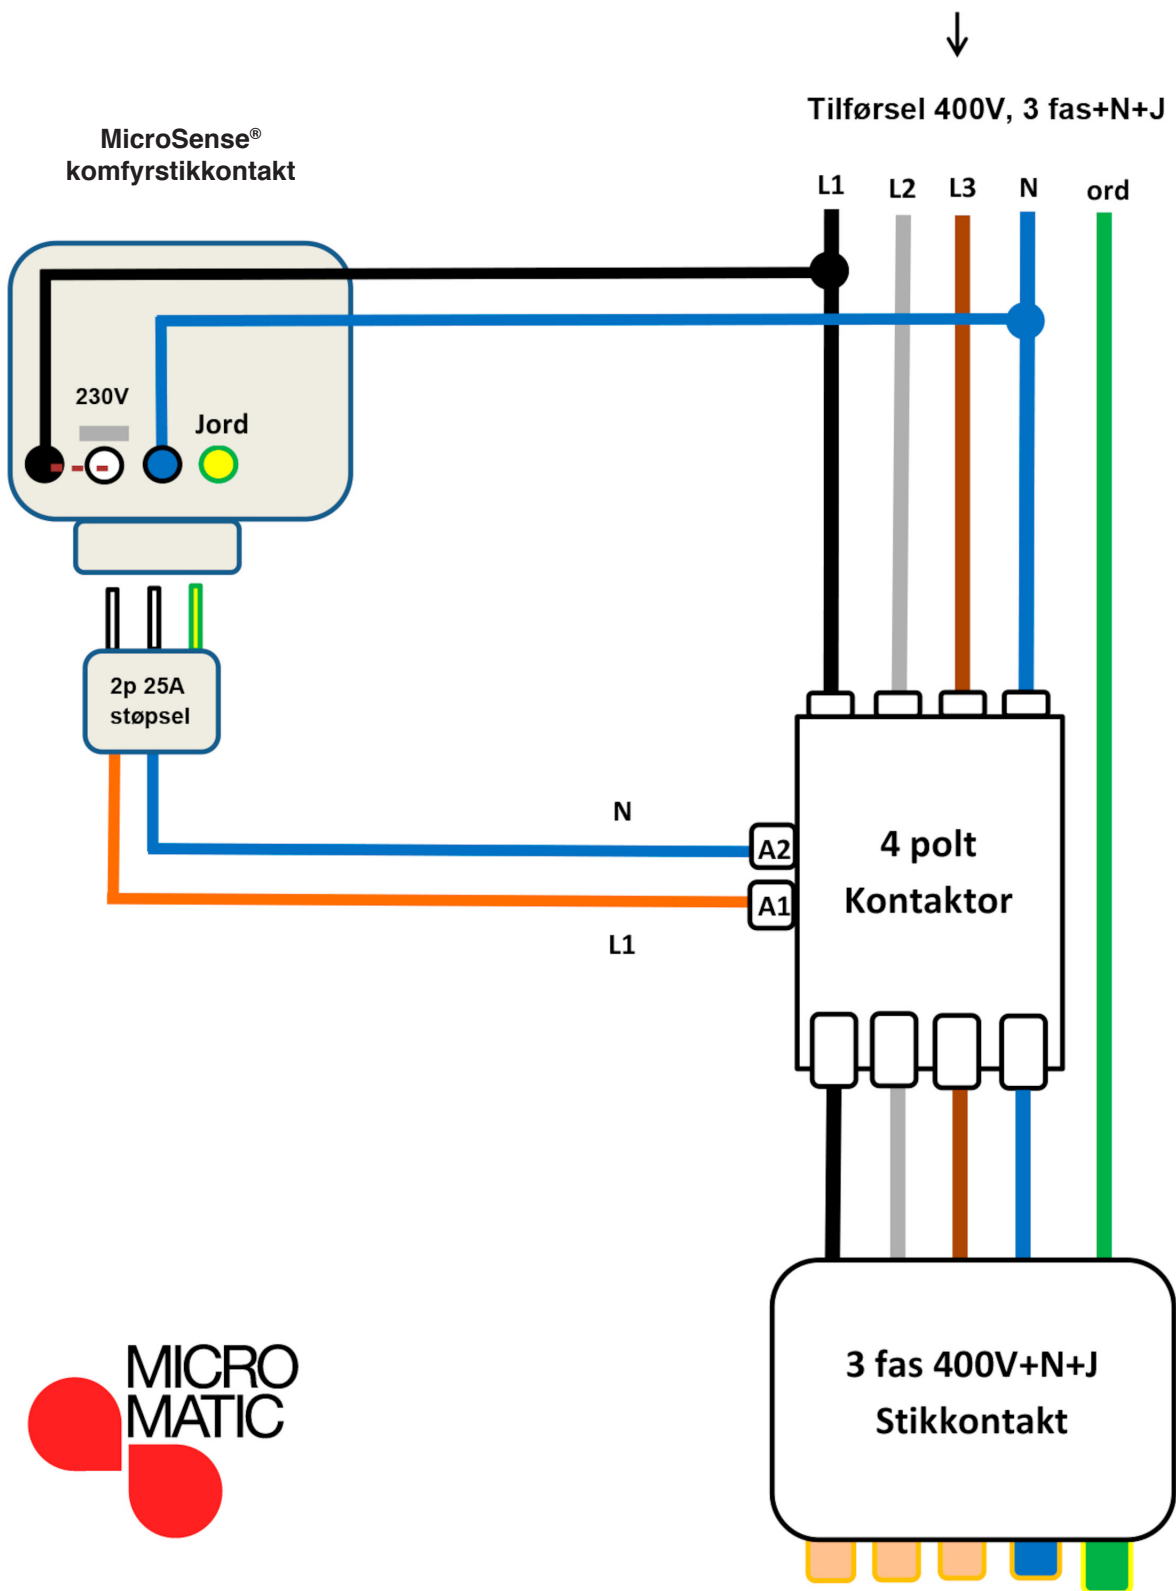 Tilførsel 400V, 3 fas+N+J
MicroSense®
komfyrstikkontakt
L1 L2 L3 N ord
230V
Jord
2p 25A
støpsel
N
A2
A1
L1
4 polt
Kontaktor
3 fas 400V+N+J
Stikkontakt
MICRO
MATIC